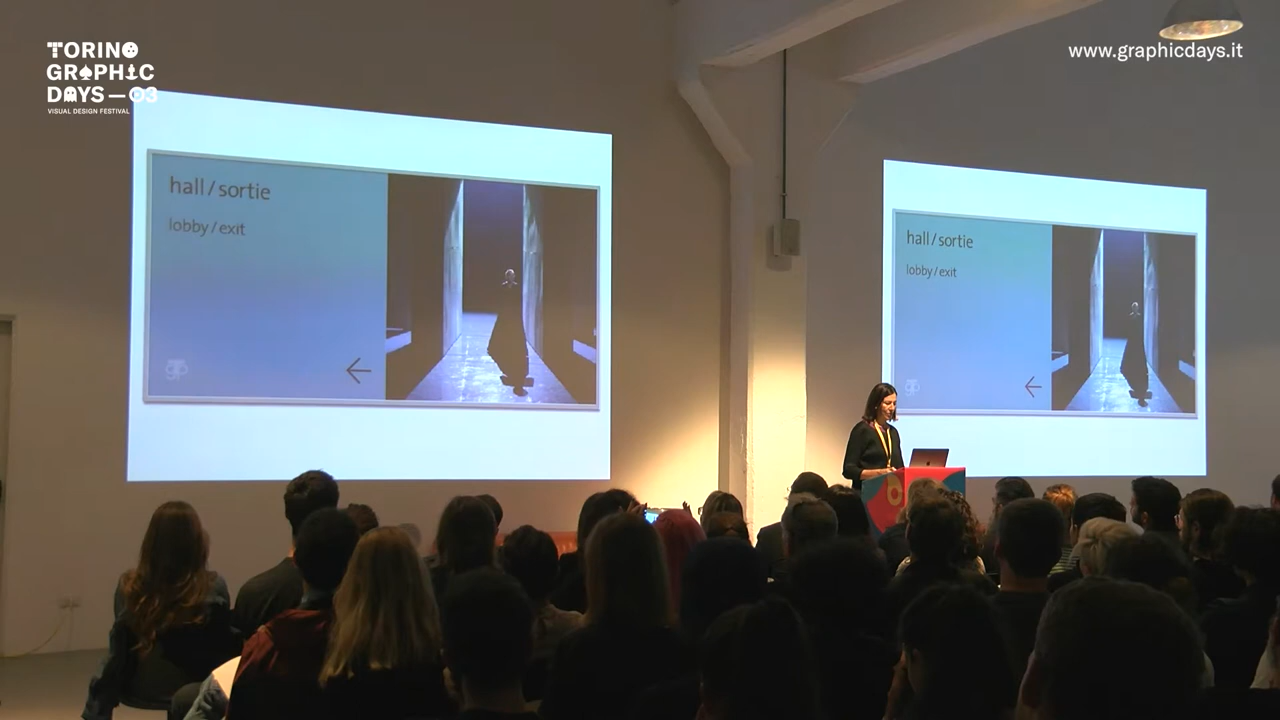 TORINO
GRAPHIC
DAYS—03
VISUAL DESIGN FESTIVAL
www.graphicdays.it
hall / sortie
lobby / exit
hall / sortie
lobby / exit